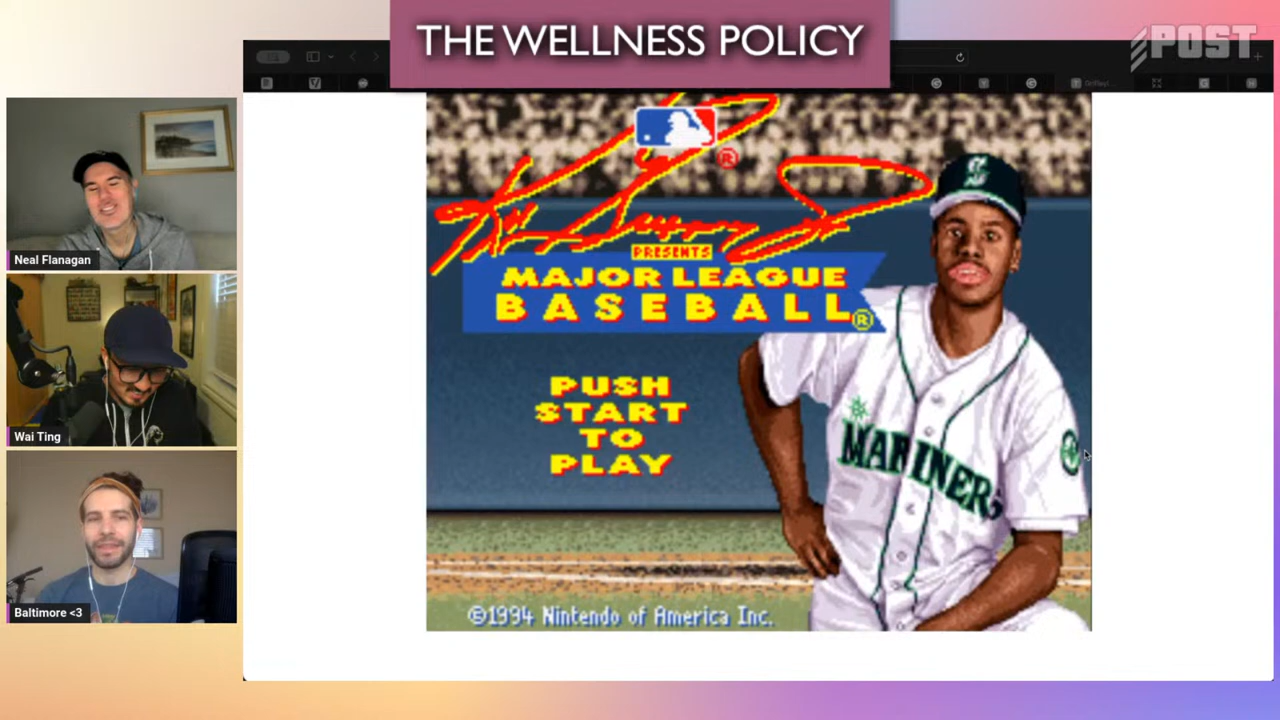 THE WELLNESS POLICY
POST
Neal Flanagan
Wai Ting
Baltimore <3
PRESENTS
MAJOR LEAGUE
BASEBALL®
PUSH
START
TO
PLAY
MARINERS
©1994 Nintendo of America Inc.